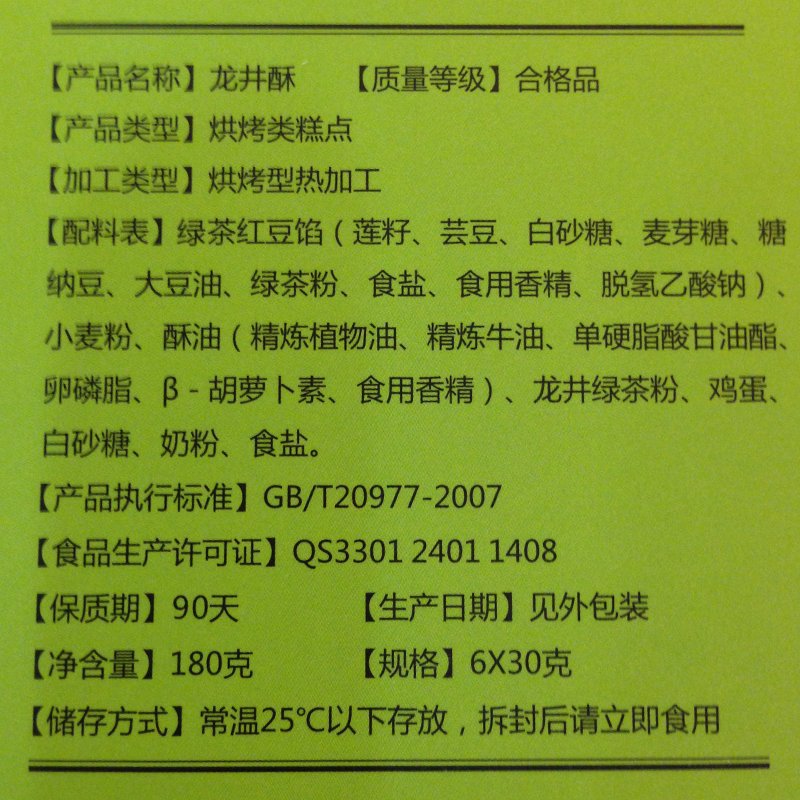 【产品名称】龙井酥 【质量等级】合格品
【产品类型】烘烤类糕点
【加工类型】烘烤型热加工
【配料表】绿茶红豆馅（莲籽、芸豆、白砂糖、麦芽糖、糖
纳豆、大豆油、绿茶粉、食盐、食用香精、脱氢乙酸钠）、
小麦粉、酥油（精炼植物油、精炼牛油、单硬脂酸甘油酯、
卵磷脂、β-胡萝卜素、食用香精）、龙井绿茶粉、鸡蛋、
白砂糖、奶粉、食盐。
【产品执行标准】GB/T20977-2007
【食品生产许可证】QS3301 2401 1408
【保质期】90天 【生产日期】见外包装
【净含量】180克 【规格】6X30克
【储存方式】常温25℃以下存放，拆封后请立即食用